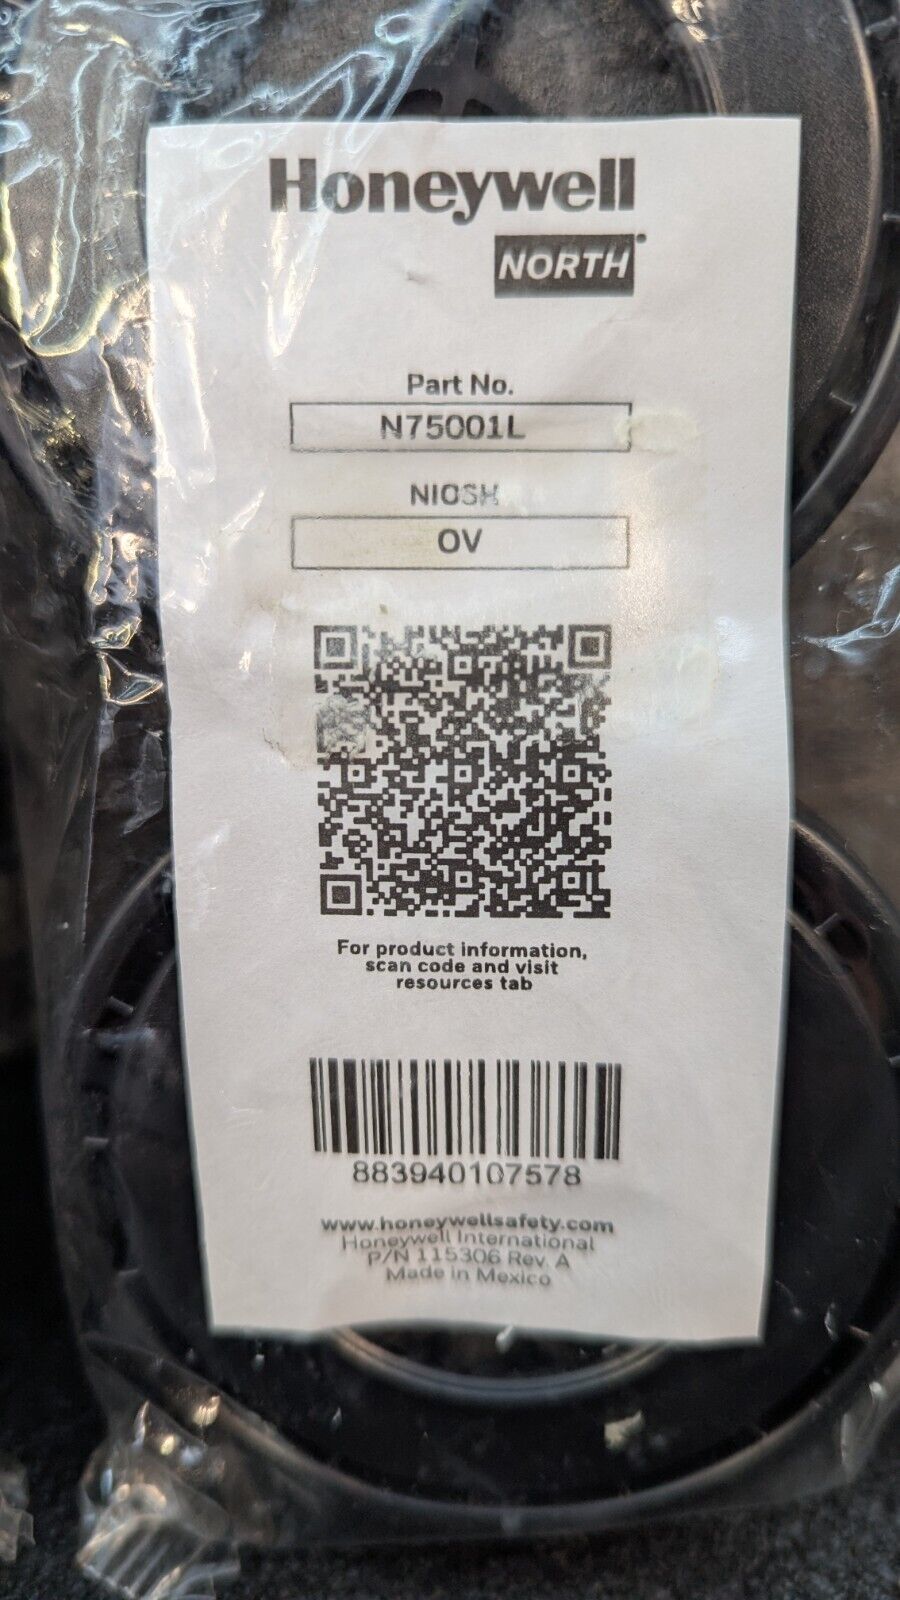 Honeywell
NORTH
Part No.
N75001L
NIOSH
OV
For product information,
scan code and visit
resources tab
883940107578
www.honeywellsafety.com
Honeywell International
P/N 115306 Rev. A
Made in Mexico